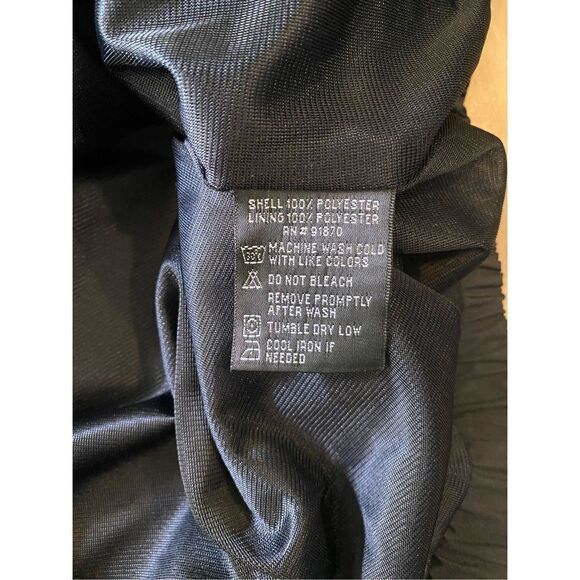 SHELL 100% POLYESTER
LINING 100% POLYESTER
RN # 91870
MACHINE WASH COLD
WITH LIKE COLORS
DO NOT BLEACH
REMOVE PROMPTLY
AFTER WASH
TUMBLE DRY LOW
COOL IRON IF
NEEDED